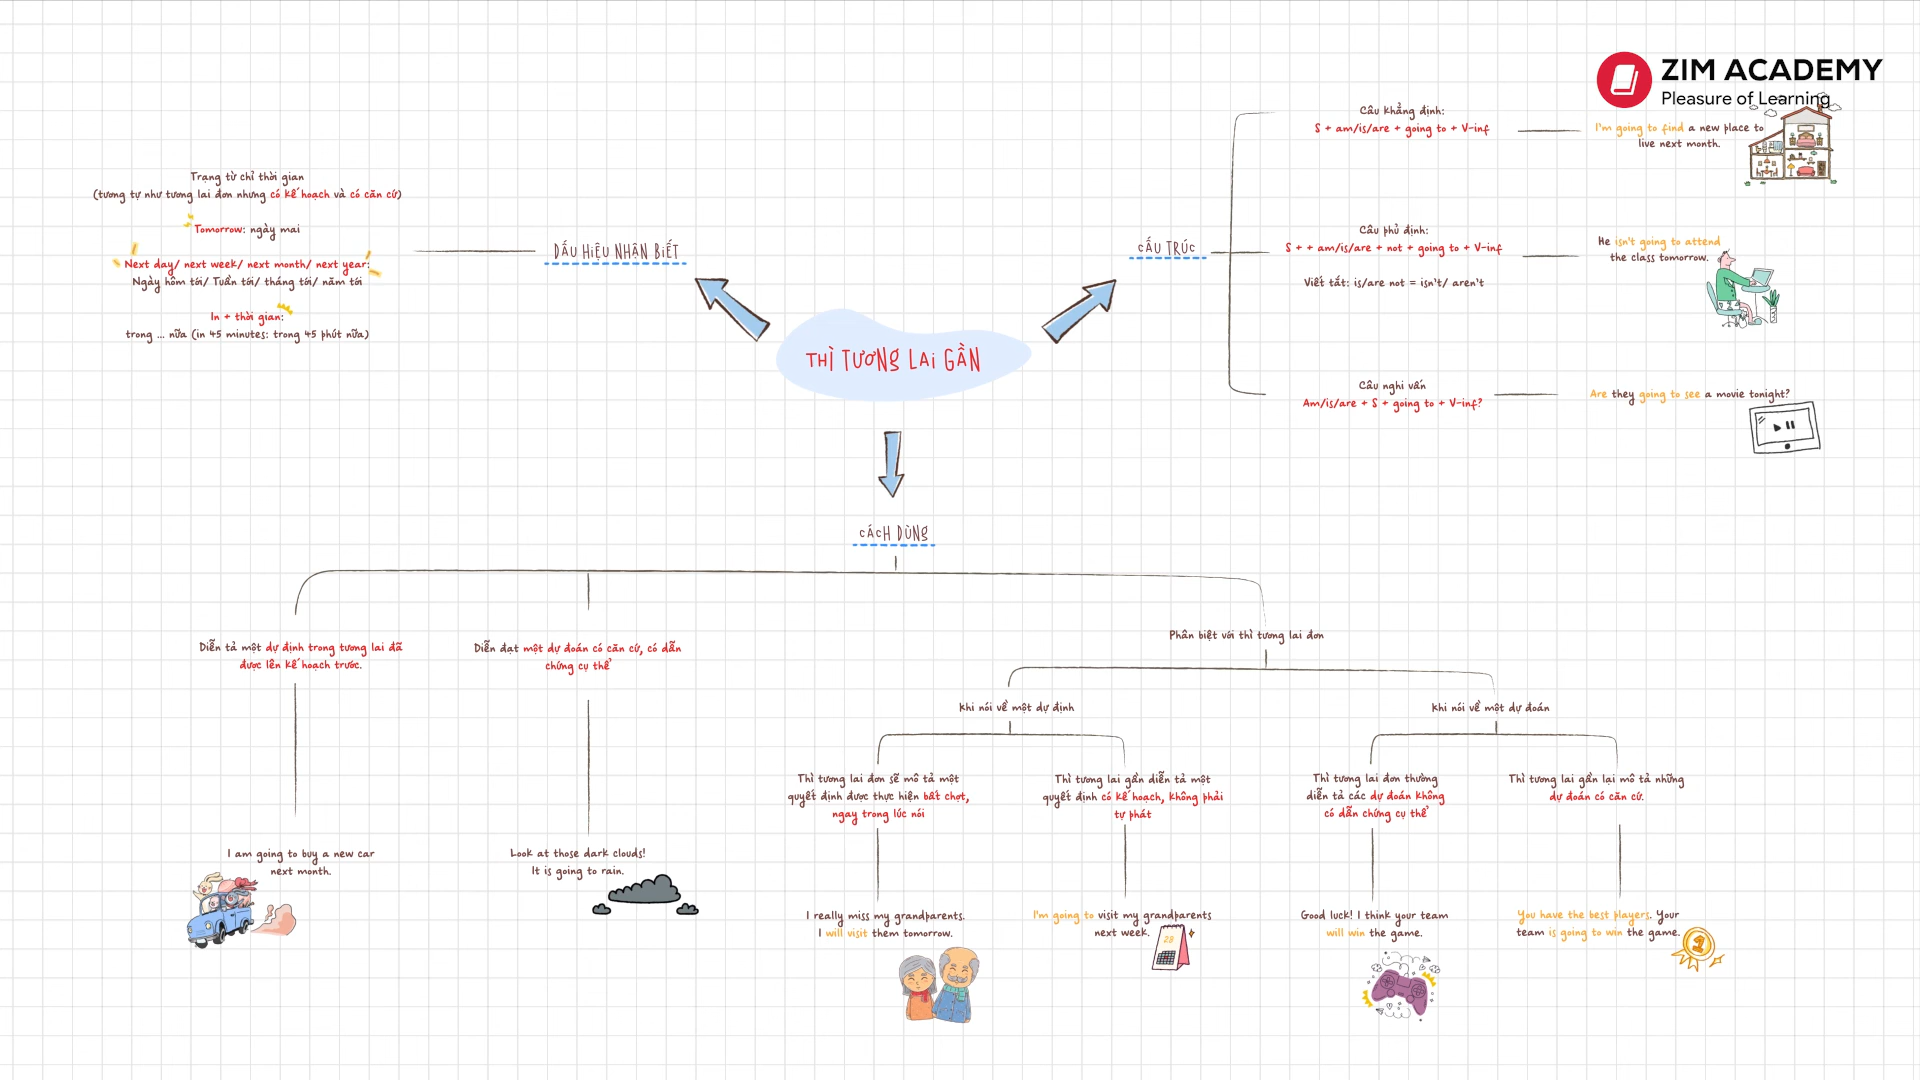 ZIM ACADEMY
Pleasure of Learning
THÌ TƯƠNG LAI GẦN
DẤU HIỆU NHẬN BIẾT
Trạng từ chỉ thời gian
(tương tự như tương lai đơn nhưng có kế hoạch và có căn cứ)
Tomorrow: ngày mai
Next day/ next week/ next month/ next year:
Ngày hôm tới/ Tuần tới/ tháng tới/ năm tới
In + thời gian:
trong ... nữa (in 45 minutes: trong 45 phút nữa)
CẤU TRÚC
Câu khẳng định:
S + am/is/are + going to + V-inf
I'm going to find a new place to
live next month.
Câu phủ định:
S + + am/is/are + not + going to + V-inf
Viết tắt: is/are not = isn't/ aren't
He isn't going to attend
the class tomorrow.
Câu nghi vấn
Am/is/are + S + going to + V-inf?
Are they going to see a movie tonight?
CÁCH DÙNG
Diễn tả một dự định trong tương lai đã
được lên kế hoạch trước.
I am going to buy a new car
next month.
Diễn đạt một dự đoán có căn cứ, có dẫn
chứng cụ thể
Look at those dark clouds!
It is going to rain.
Phân biệt với thì tương lai đơn
Khi nói về một dự định
Thì tương lai đơn sẽ mô tả một
quyết định được thực hiện bất chợt,
ngay trong lúc nói
I really miss my grandparents.
I will visit them tomorrow.
Thì tương lai gần diễn tả một
quyết định có kế hoạch, không phải
tự phát
I'm going to visit my grandparents
next week.
28
Khi nói về một dự đoán
Thì tương lai đơn thường
diễn tả các dự đoán không
có dẫn chứng cụ thể
Good luck! I think your team
will win the game.
Thì tương lai gần lại mô tả những
dự đoán có căn cứ.
You have the best players. Your
team is going to win the game.
1